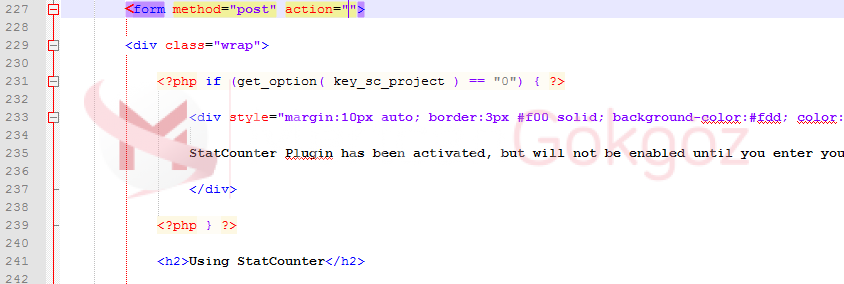 227 <form method="post" action="">
228
229 <div class="wrap">
230
231 <?php if (get_option( key_sc_project ) == "0") { ?>
232
233 <div style="margin:10px auto; border:3px #f00 solid; background-color:#fdd; color:
234
235 StatCounter Plugin has been activated, but will not be enabled until you enter you
236
237 </div>
238
239 <?php } ?>
240
241 <h2>Using StatCounter</h2>
242
M Gokgoz